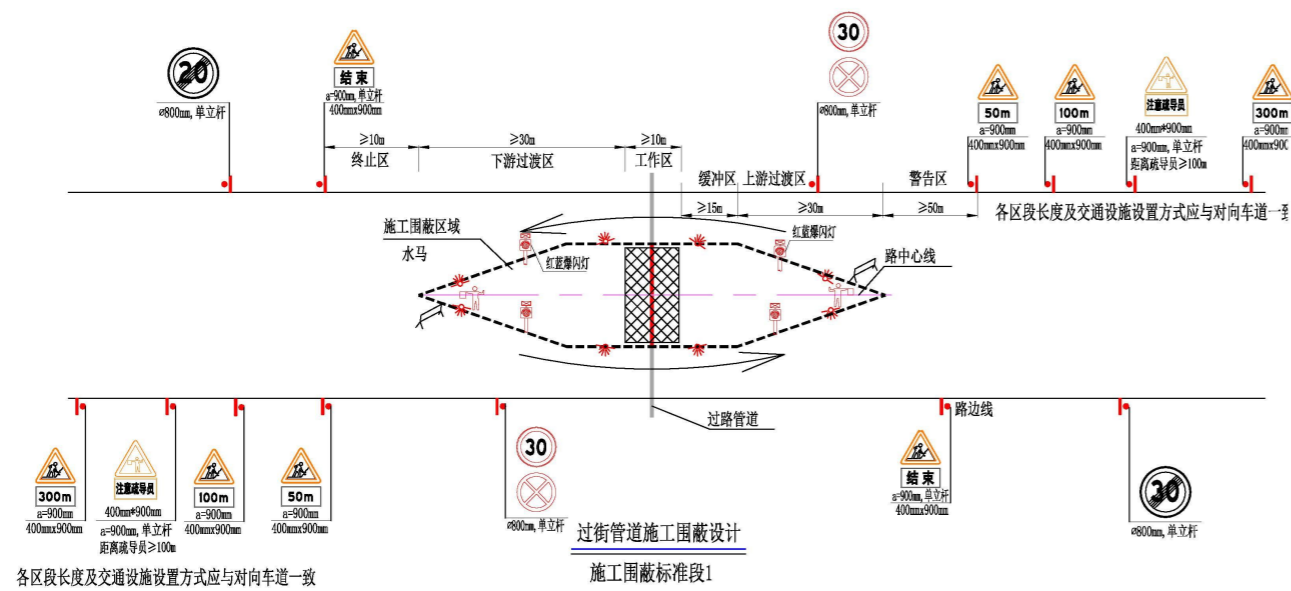 20
ø800mm,单立杆
结束
a=900mm,单立杆
400mmx900mm
≥10m
终止区
≥30m
下游过渡区
≥10m
工作区
30
ø800mm,单立杆
50m
a=900mm
400mmx900mm
100m
a=900mm
400mmx900mm
注意疏导员
400mm*900mm
a=900mm,单立杆
距离疏导员≥100m
300m
a=900mm
400mmx90
缓冲区
上游过渡区
警告区
≥15m
≥30m
≥50m
各区段长度及交通设施设置方式应与对向车道一致
施工围蔽区域
水马
红蓝爆闪灯
红蓝爆闪灯
路中心线
过路管道
路边线
300m
a=900mm
400mmx900mm
注意疏导员
400mm*900mm
a=900mm,单立杆
距离疏导员≥100m
100m
a=900mm
400mmx900mm
50m
a=900mm
400mmx900mm
30
ø800mm,单立杆
结束
a=900mm,单立杆
400mmx900mm
30
ø800mm,单立杆
过街管道施工围蔽设计
施工围蔽标准段1
各区段长度及交通设施设置方式应与对向车道一致